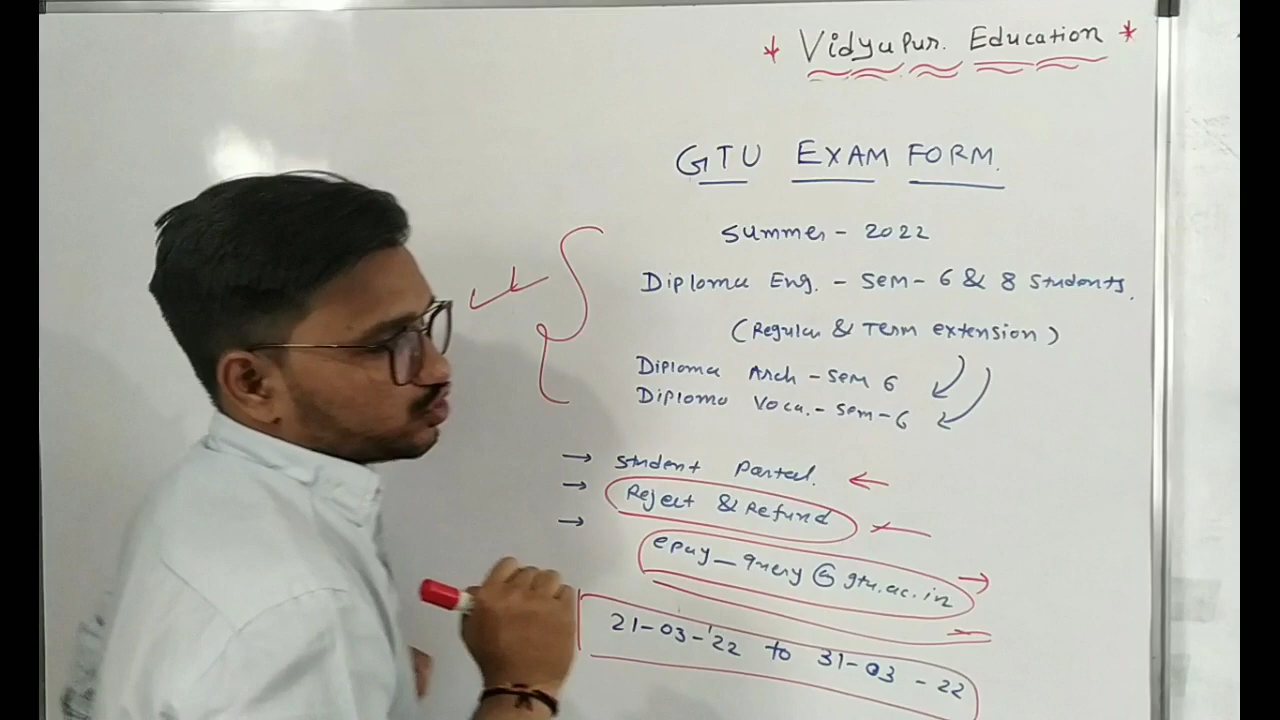 * Vidyapur. Education *
GTU EXAM FORM.
Summer - 2022
Diploma Eng. - Sem - 6 & 8 Students.
(Regular & Term extension)
Diploma Arch - Sem 6
Diploma Voca. - Sem - 6
→ Student Portal. ←
→ Reject & Refund
→ epay_query@gtu.ac.in →
21-03-'22 to 31-03-22